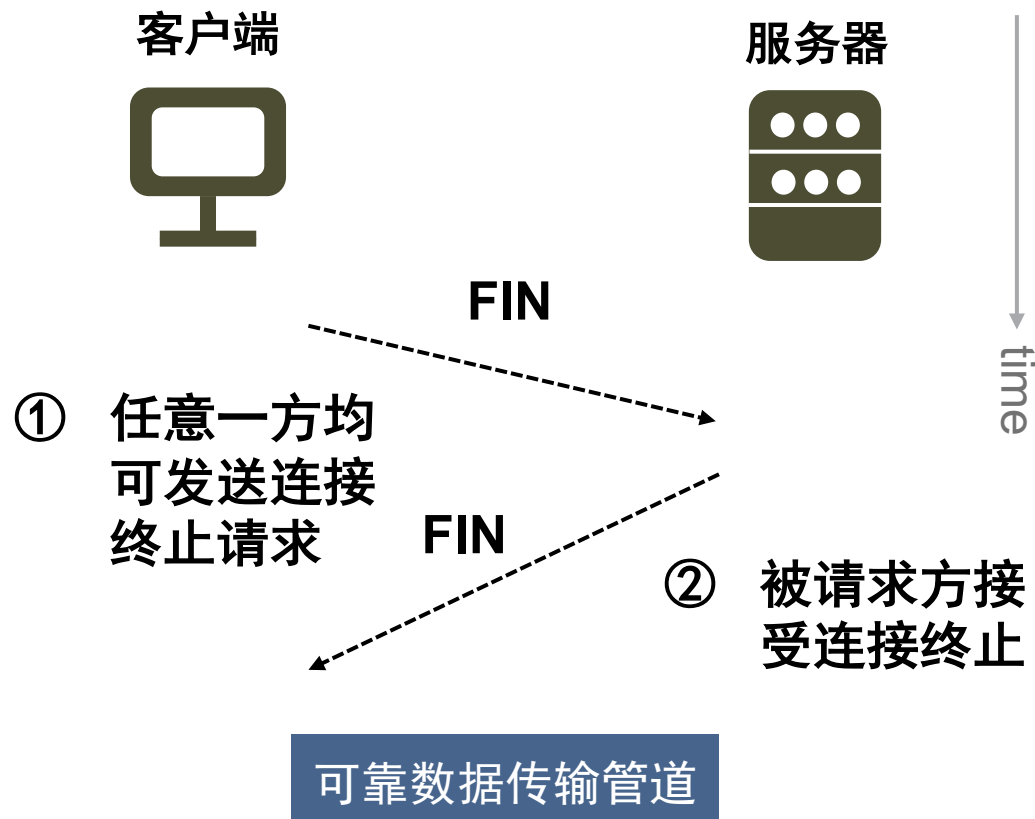 客户端
服务器
FIN
time
① 任意一方均
可发送连接
终止请求
FIN
② 被请求方接
受连接终止
可靠数据传输管道